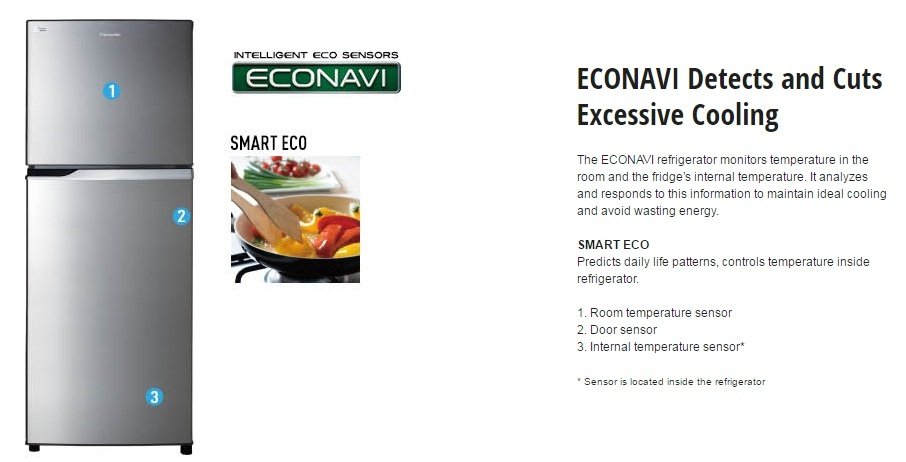 Panasonic
1
2
3
INTELLIGENT ECO SENSORS
ECONAVI
SMART ECO
ECONAVI Detects and Cuts
Excessive Cooling
The ECONAVI refrigerator monitors temperature in the
room and the fridge's internal temperature. It analyzes
and responds to this information to maintain ideal cooling
and avoid wasting energy.
SMART ECO
Predicts daily life patterns, controls temperature inside
refrigerator.
1. Room temperature sensor
2. Door sensor
3. Internal temperature sensor*
* Sensor is located inside the refrigerator